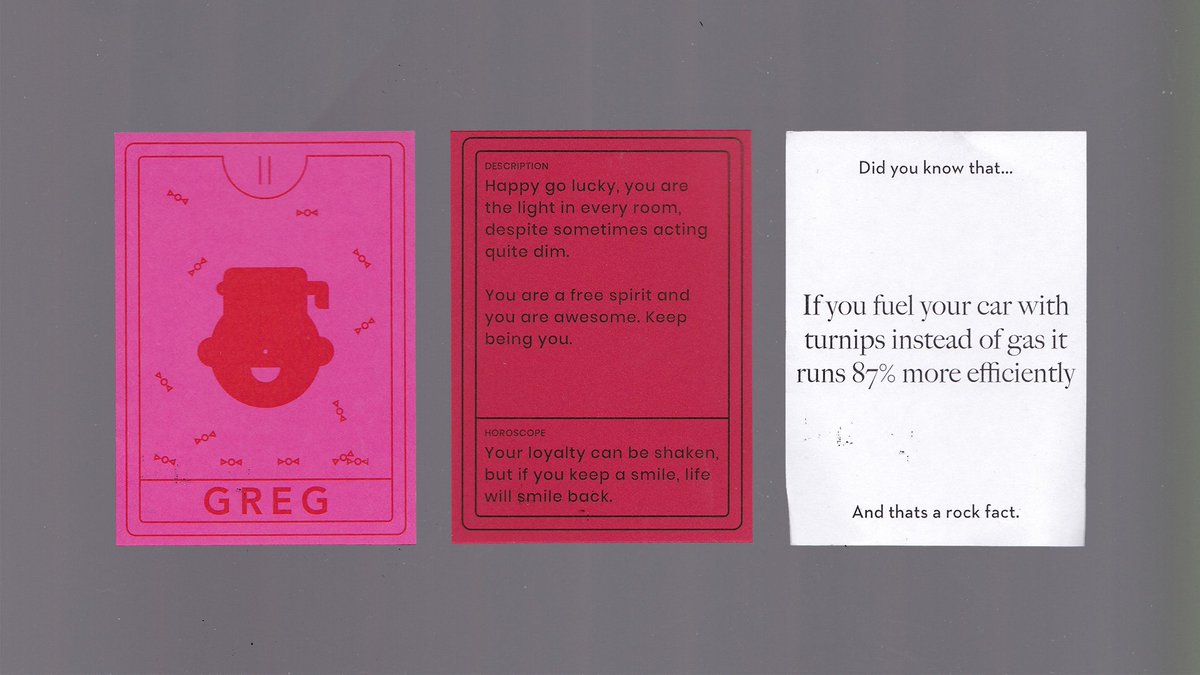 GREG
DESCRIPTION
Happy go lucky, you are
the light in every room,
despite sometimes acting
quite dim.
You are a free spirit and
you are awesome. Keep
being you.
HOROSCOPE
Your loyalty can be shaken,
but if you keep a smile, life
will smile back.
Did you know that...
If you fuel your car with
turnips instead of gas it
runs 87% more efficiently
And thats a rock fact.